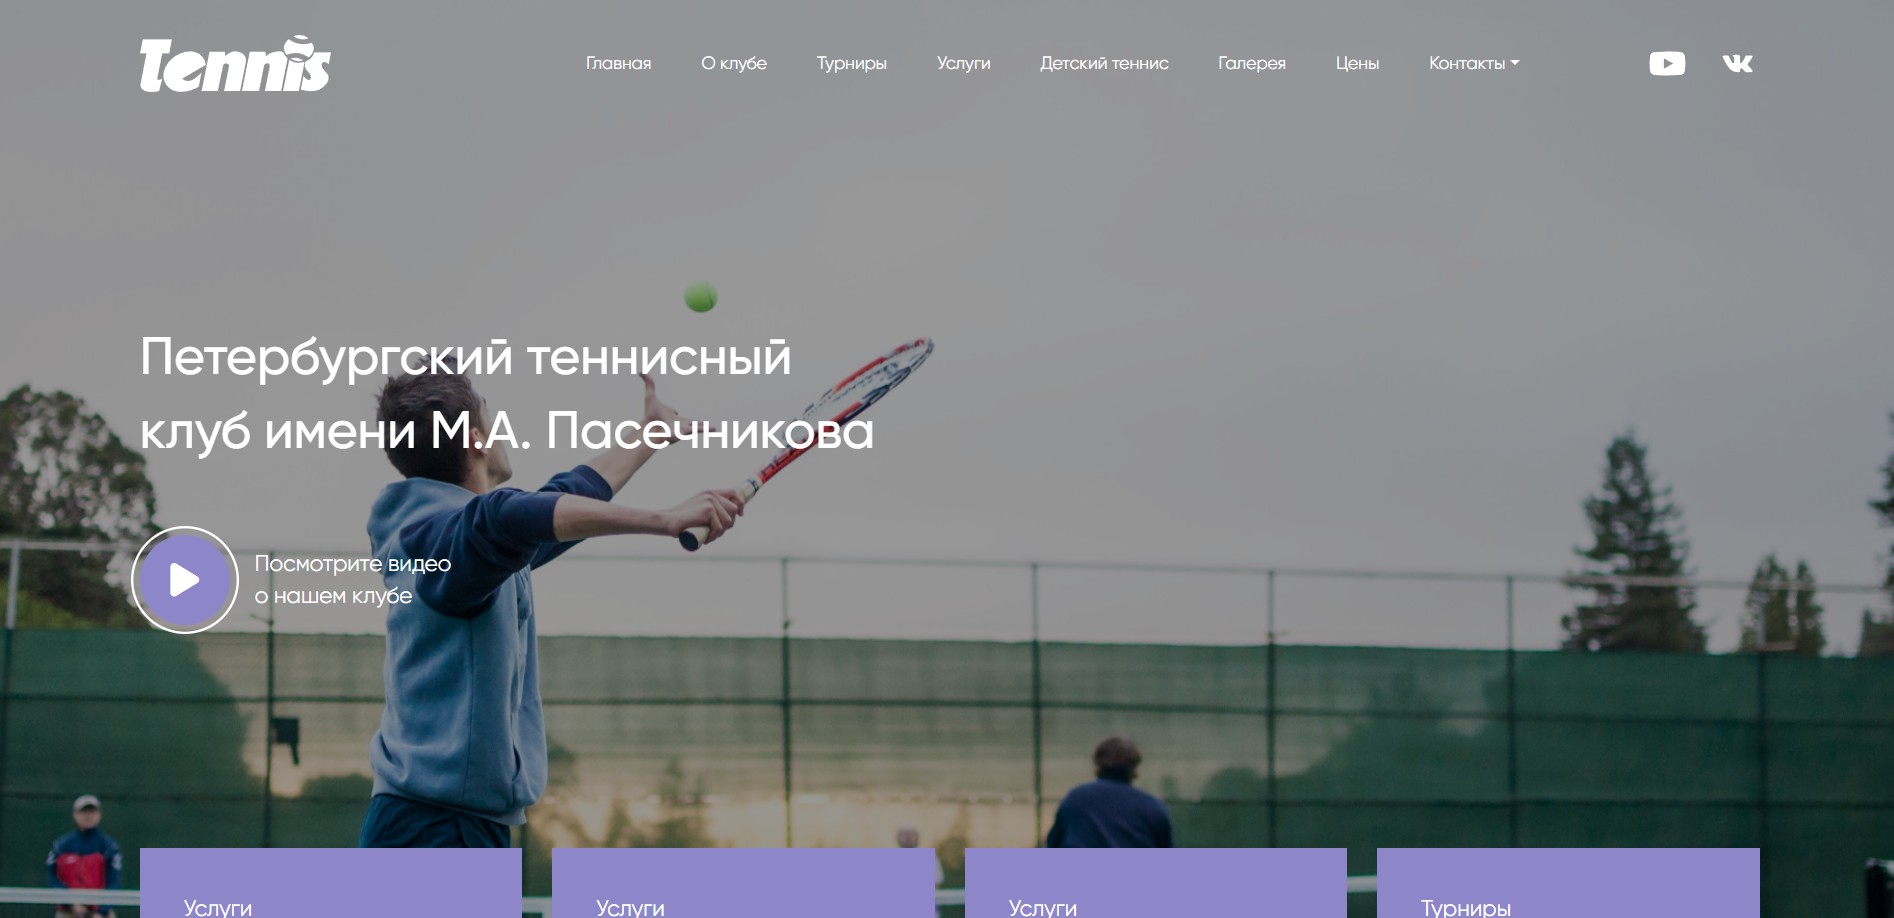 Tennis
Главная
О клубе
Турниры
Услуги
Детский теннис
Галерея
Цены
Контакты
Петербургский теннисный
клуб имени М.А. Пасечникова
Посмотрите видео
о нашем клубе
Услуги
Услуги
Услуги
Турниры